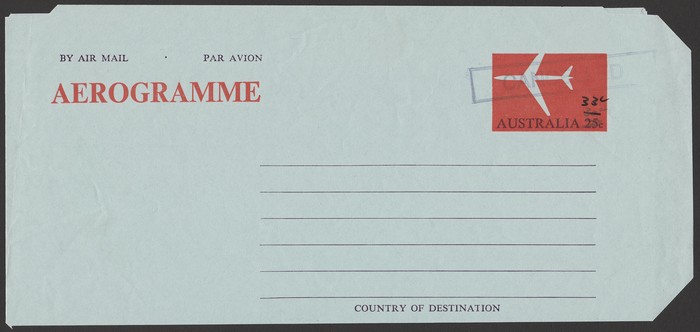 BY AIR MAIL · PAR AVION
AEROGRAMME
33c
AUSTRALIA 25c
COUNTRY OF DESTINATION